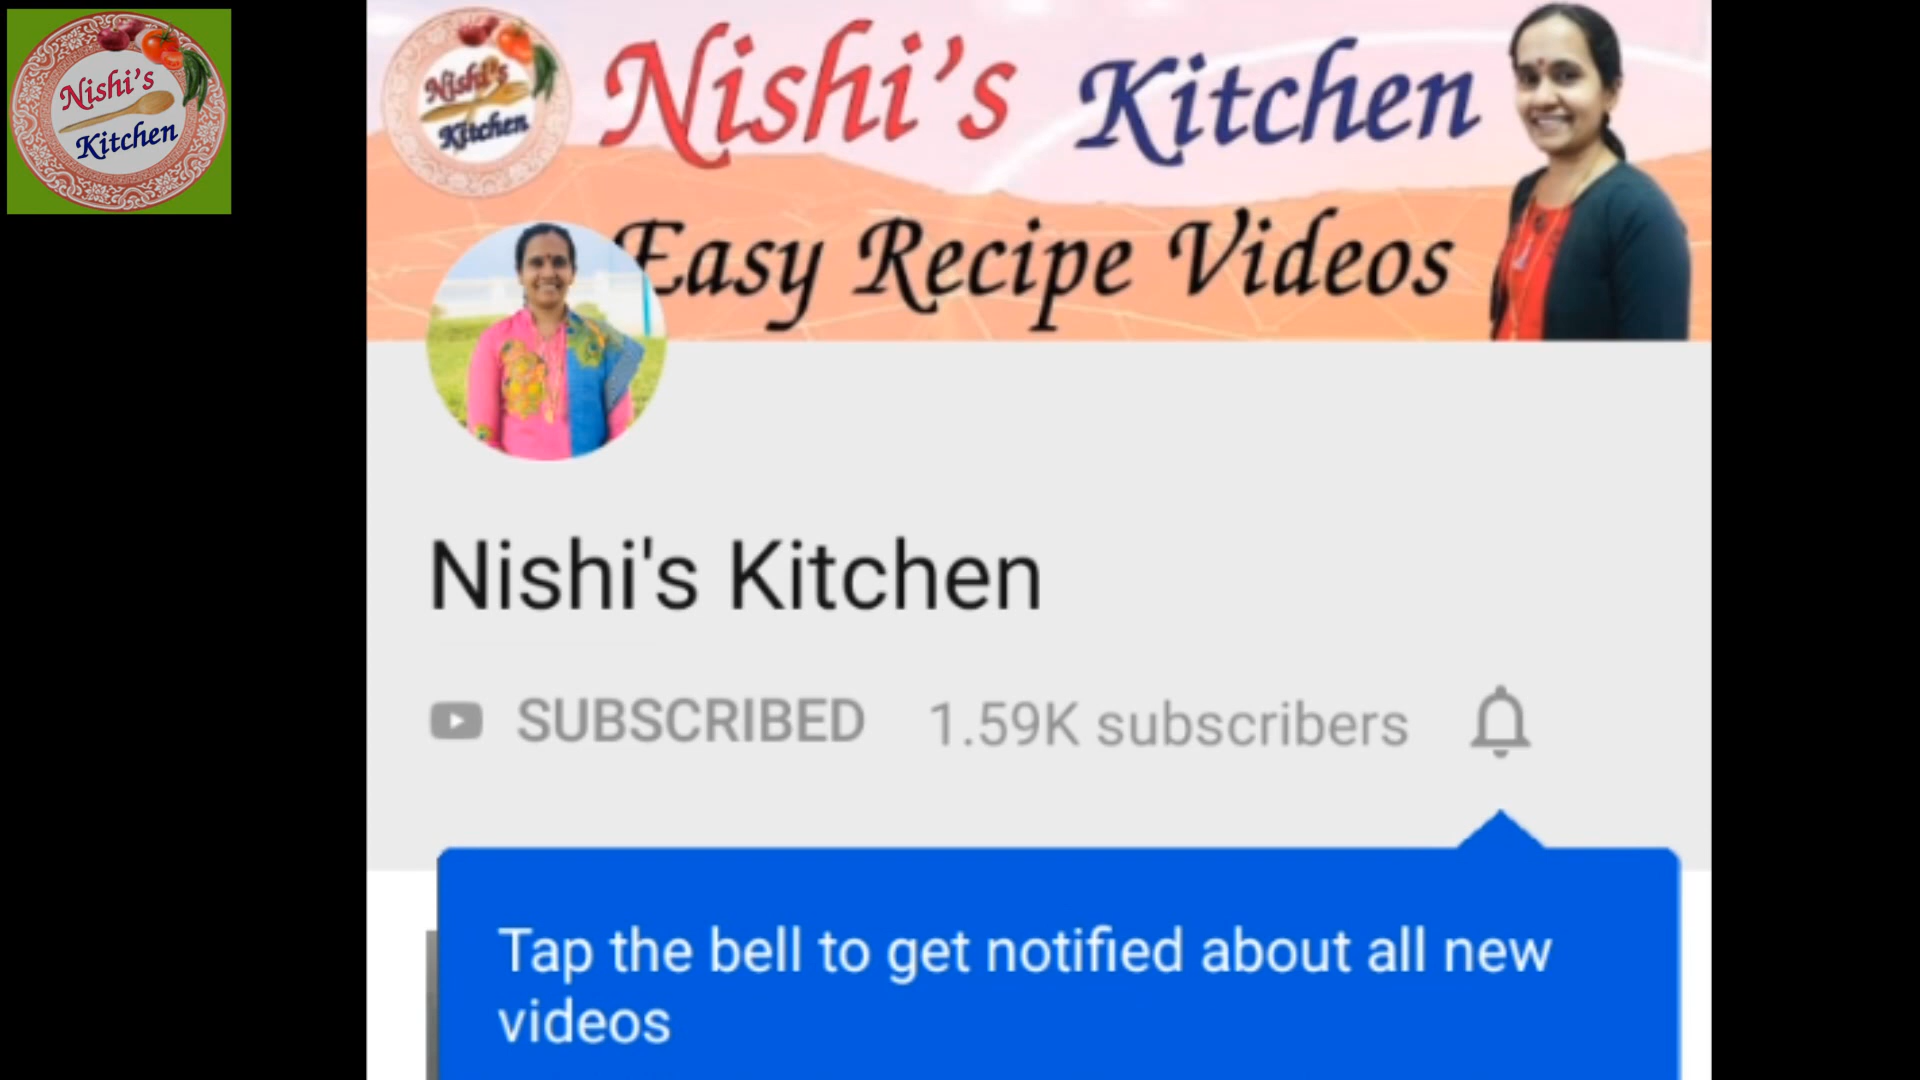 Nishi's
Kitchen
Nishi's
Kitchen
Nishi's Kitchen
Easy Recipe Videos
Nishi's Kitchen
SUBSCRIBED 1.59K subscribers
Tap the bell to get notified about all new
videos